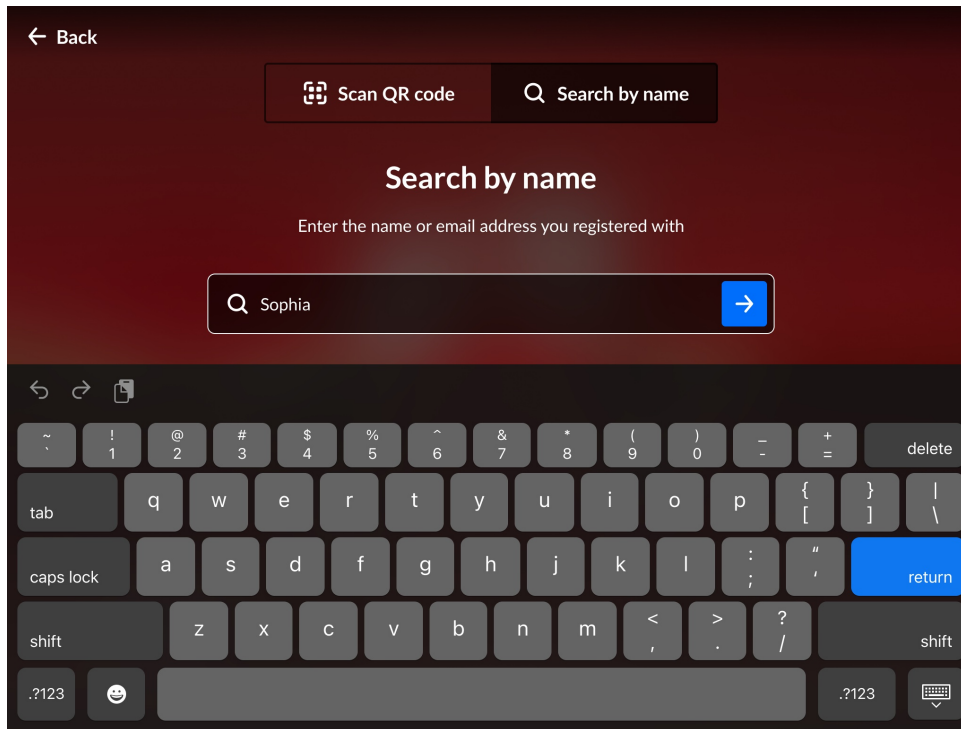 Back
Scan QR code
Search by name
Search by name
Enter the name or email address you registered with
Sophia
~ ! @ # $ % ^ & * ( ) _ +
` 1 2 3 4 5 6 7 8 9 0 - = delete
tab q w e r t y u i o p { } |
[ ] \
caps lock a s d f g h j k l : "
; ' return
shift z x c v b n m < > ?
, . / shift
.?123 .?123